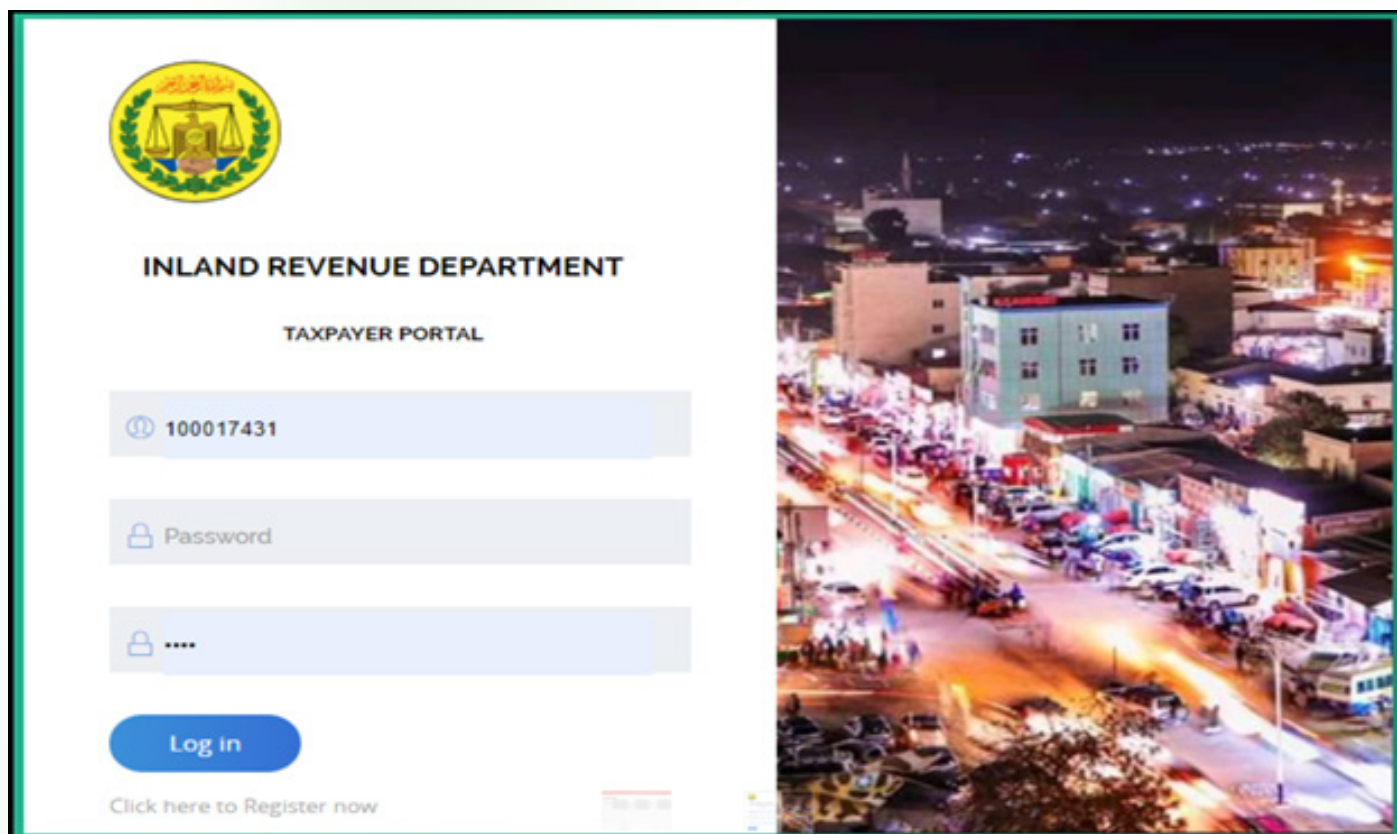 INLAND REVENUE DEPARTMENT
TAXPAYER PORTAL
100017431
Password
••••
Log in
Click here to Register now